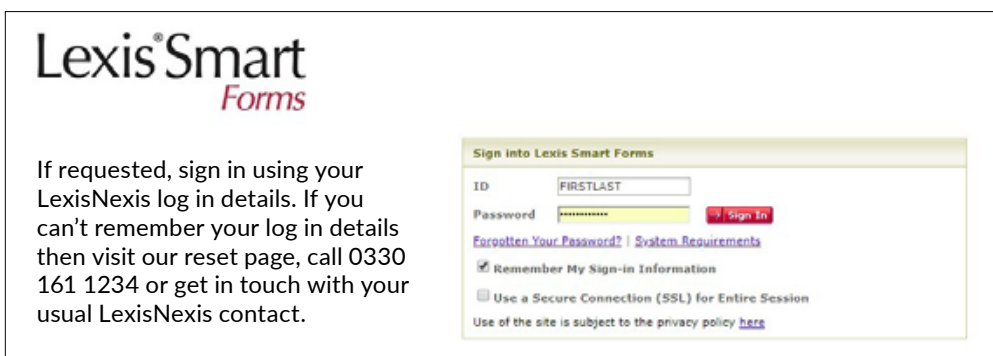 Lexis®Smart
Forms
If requested, sign in using your
LexisNexis log in details. If you
can’t remember your log in details
then visit our reset page, call 0330
161 1234 or get in touch with your
usual LexisNexis contact.
Sign into Lexis Smart Forms
ID FIRSTLAST
Password ••••••••••••  Sign In
Forgotten Your Password? | System Requirements
Remember My Sign-in Information
Use a Secure Connection (SSL) for Entire Session
Use of the site is subject to the privacy policy here